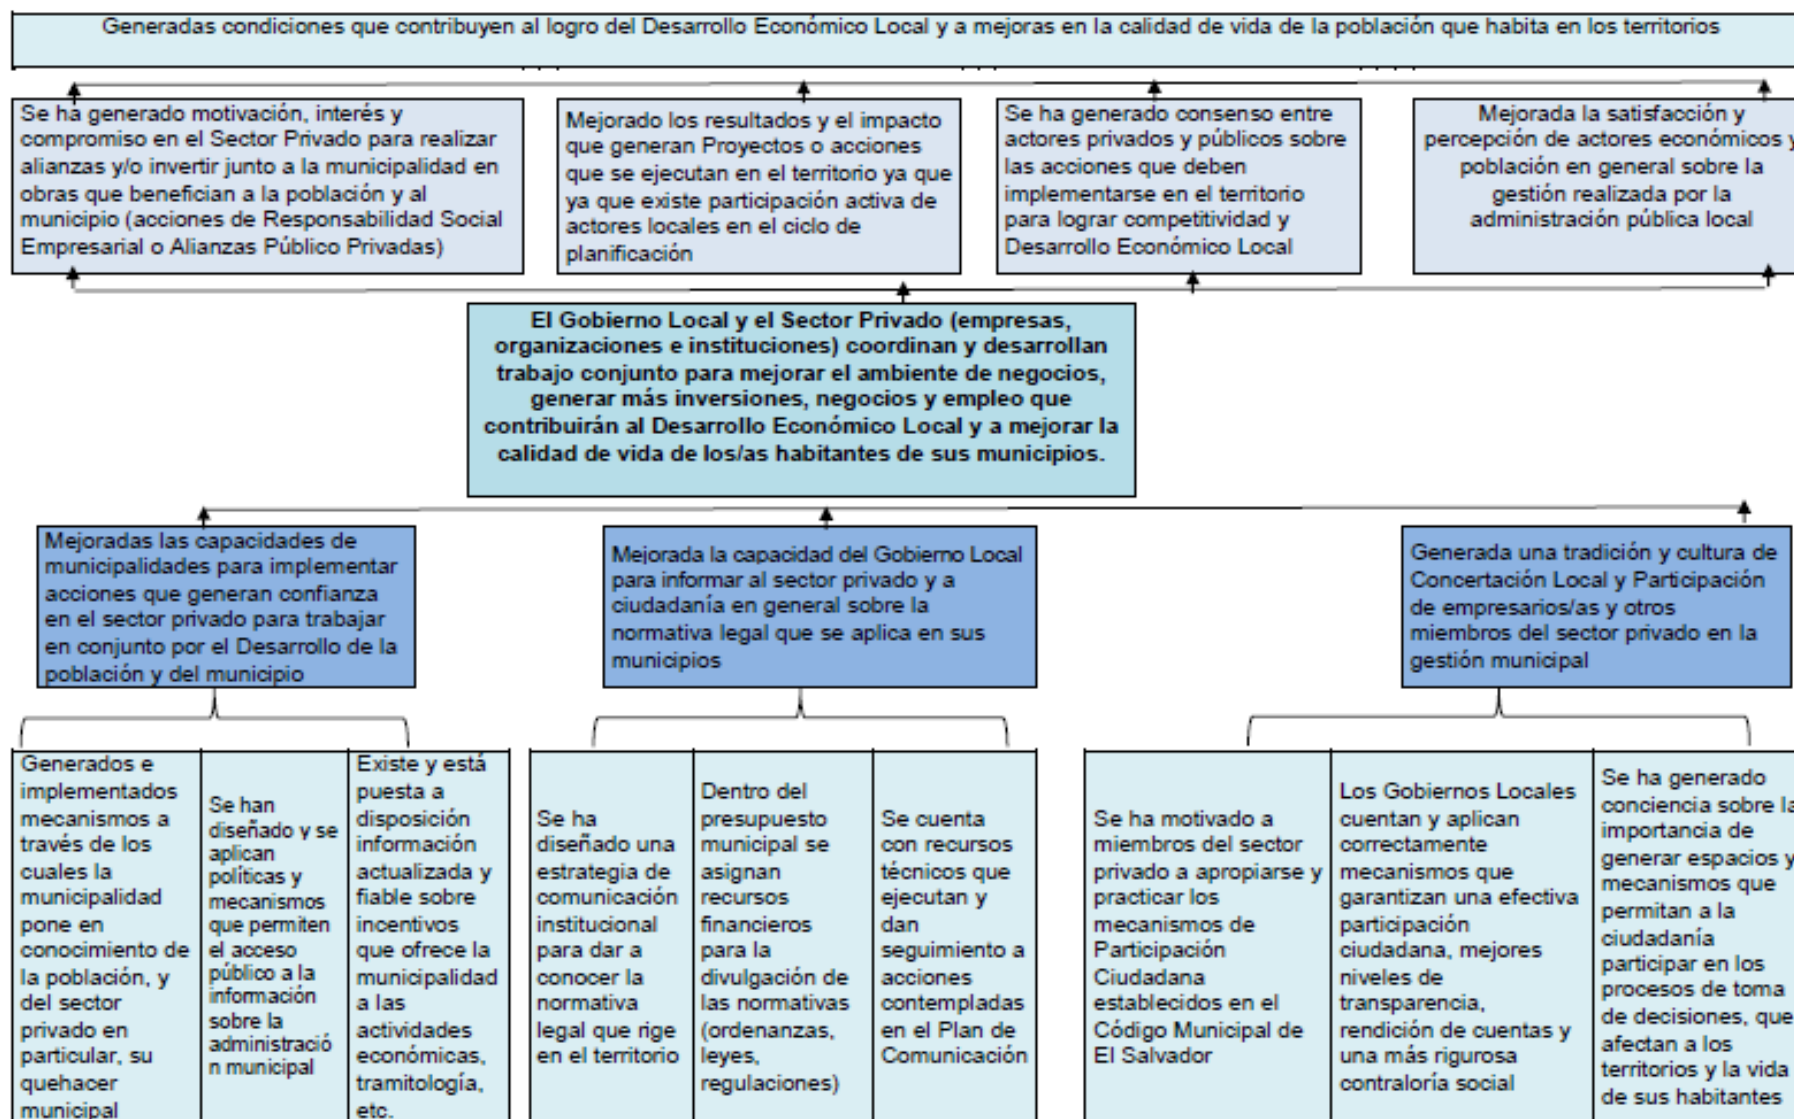 Generadas condiciones que contribuyen al logro del Desarrollo Económico Local y a mejoras en la calidad de vida de la población que habita en los territorios
Se ha generado motivación, interés y
compromiso en el Sector Privado para realizar
alianzas y/o invertir junto a la municipalidad en
obras que benefician a la población y al
municipio (acciones de Responsabilidad Social
Empresarial o Alianzas Público Privadas)
Mejorado los resultados y el impacto
que generan Proyectos o acciones
que se ejecutan en el territorio ya que
ya que existe participación activa de
actores locales en el ciclo de
planificación
Se ha generado consenso entre
actores privados y públicos sobre
las acciones que deben
implementarse en el territorio
para lograr competitividad y
Desarrollo Económico Local
Mejorada la satisfacción y
percepción de actores económicos y
población en general sobre la
gestión realizada por la
administración pública local
El Gobierno Local y el Sector Privado (empresas,
organizaciones e instituciones) coordinan y desarrollan
trabajo conjunto para mejorar el ambiente de negocios,
generar más inversiones, negocios y empleo que
contribuirán al Desarrollo Económico Local y a mejorar la
calidad de vida de los/as habitantes de sus municipios.
Mejoradas las capacidades de
municipalidades para implementar
acciones que generan confianza
en el sector privado para trabajar
en conjunto por el Desarrollo de la
población y del municipio
Mejorada la capacidad del Gobierno Local
para informar al sector privado y a
ciudadanía en general sobre la
normativa legal que se aplica en sus
municipios
Generada una tradición y cultura de
Concertación Local y Participación
de empresarios/as y otros
miembros del sector privado en la
gestión municipal
Generados e
implementados
mecanismos a
través de los
cuales la
municipalidad
pone en
conocimiento de
la población, y
del sector
privado en
particular, su
quehacer
municipal
Se han
diseñado y se
aplican
políticas y
mecanismos
que permiten
el acceso
público a la
información
sobre la
administració
n municipal
Existe y está
puesta a
disposición
información
actualizada y
fiable sobre
incentivos
que ofrece la
municipalidad
a las
actividades
económicas,
tramitología,
etc.
Se ha
diseñado una
estrategia de
comunicación
institucional
para dar a
conocer la
normativa
legal que rige
en el territorio
Dentro del
presupuesto
municipal se
asignan
recursos
financieros
para la
divulgación de
las normativas
(ordenanzas,
leyes,
regulaciones)
Se cuenta
con recursos
técnicos que
ejecutan y
dan
seguimiento a
acciones
contempladas
en el Plan de
Comunicación
Se ha motivado a
miembros del sector
privado a apropiarse y
practicar los
mecanismos de
Participación
Ciudadana
establecidos en el
Código Municipal de
El Salvador
Los Gobiernos Locales
cuentan y aplican
correctamente
mecanismos que
garantizan una efectiva
participación
ciudadana, mejores
niveles de
transparencia,
rendición de cuentas y
una más rigurosa
contraloría social
Se ha generado
conciencia sobre la
importancia de
generar espacios y
mecanismos que
permitan a la
ciudadanía
participar en los
procesos de toma
de decisiones, que
afectan a los
territorios y la vida
de sus habitantes